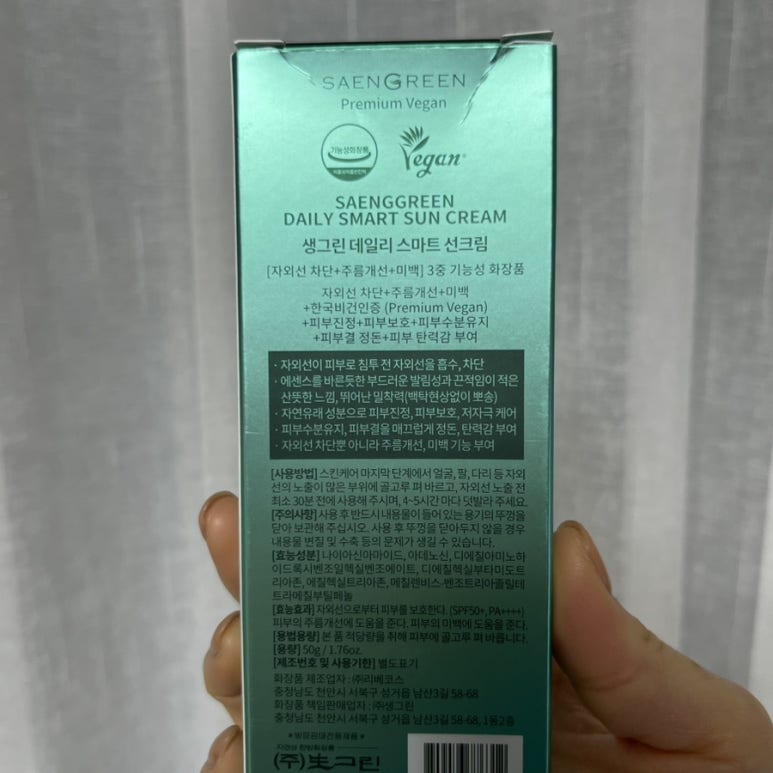 SAENGREEN
Premium Vegan
기능성화장품
Vegan®
SAENGGREEN
DAILY SMART SUN CREAM
생그린 데일리 스마트 선크림
[자외선 차단+주름개선+미백] 3중 기능성 화장품
자외선 차단+주름개선+미백
+한국비건인증 (Premium Vegan)
+피부진정+피부보호+피부수분유지
+피부결 정돈+피부 탄력감 부여
· 자외선이 피부로 침투 전 자외선을 흡수, 차단
· 에센스를 바른듯한 부드러운 발림성과 끈적임이 적은
산뜻한 느낌, 뛰어난 밀착력(백탁현상없이 뽀송)
· 자연유래 성분으로 피부진정, 피부보호, 저자극 케어
· 피부수분유지, 피부결을 매끄럽게 정돈, 탄력감 부여
· 자외선 차단뿐 아니라 주름개선, 미백 기능 부여
[사용방법] 스킨케어 마지막 단계에서 얼굴, 팔, 다리 등 자외
선의 노출이 많은 부위에 골고루 펴 바르고, 자외선 노출 전
최소 30분 전에 사용해 주시며, 4~5시간 마다 덧발라 주세요.
[주의사항] 사용 후 반드시 내용물이 들어 있는 용기의 뚜껑을
닫아 보관해 주십시오. 사용 후 뚜껑을 닫아두지 않을 경우
내용물 변질 및 수축 등의 문제가 생길 수 있습니다.
[효능성분] 나이아신아마이드, 아데노신, 디에칠아미노하
이드록시벤조일헥실벤조에이트, 디에칠헥실부타미도트
리아존, 에칠헥실트리아존, 메칠렌비스-벤조트리아졸릴테
트라메칠부틸페놀
[효능효과] 자외선으로부터 피부를 보호한다. (SPF50+, PA++++)
피부의 주름개선에 도움을 준다. 피부의 미백에 도움을 준다.
[용법용량] 본 품 적당량을 취해 피부에 골고루 펴 바릅니다.
[용량] 50g / 1.76oz.
[제조번호 및 사용기한] 별도표기
화장품 제조업자 : ㈜리베코스
충청남도 천안시 서북구 성거읍 남산3길 58-68
화장품 책임판매업자 : ㈜생그린
충청남도 천안시 서북구 성거읍 남산3길 58-68, 1동2층
★방문판매전용제품★
자연성 한방화장품
(주)生그린